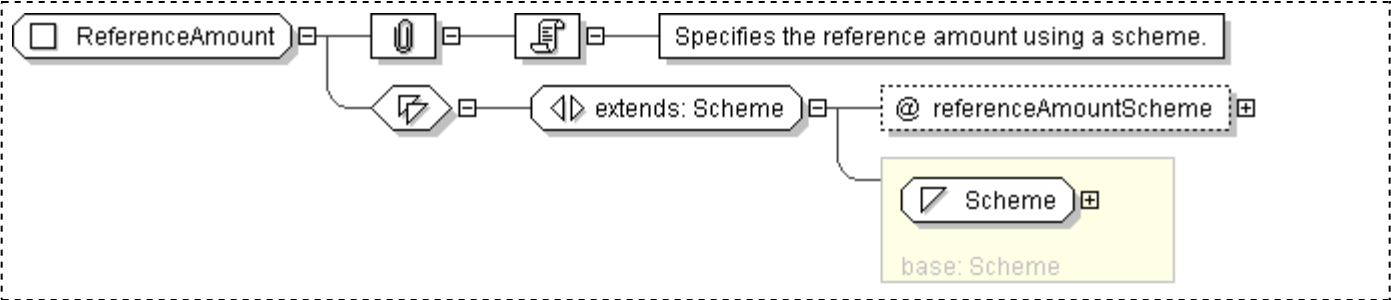 ReferenceAmount
Specifies the reference amount using a scheme.
extends: Scheme
@ referenceAmountScheme
Scheme
base: Scheme